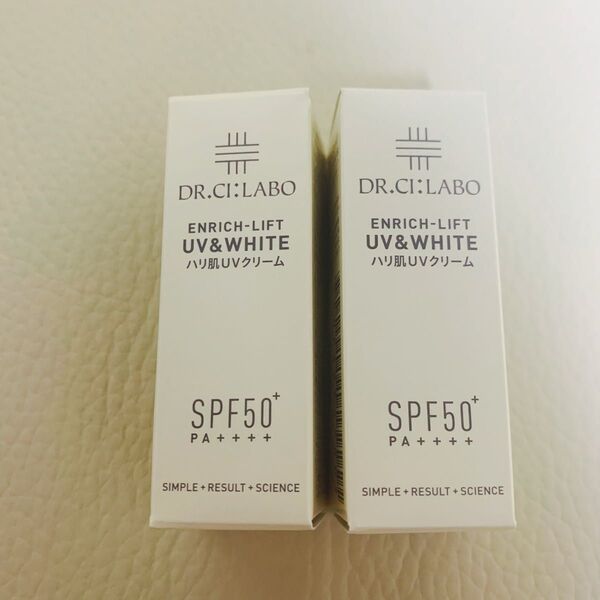 DR.CI:LABO
ENRICH-LIFT
UV&WHITE
ハリ肌UVクリーム
SPF50+
PA++++
SIMPLE+RESULT+SCIENCE
DR.CI:LABO
ENRICH-LIFT
UV&WHITE
ハリ肌UVクリーム
SPF50+
PA++++
SIMPLE+RESULT+SCIENCE